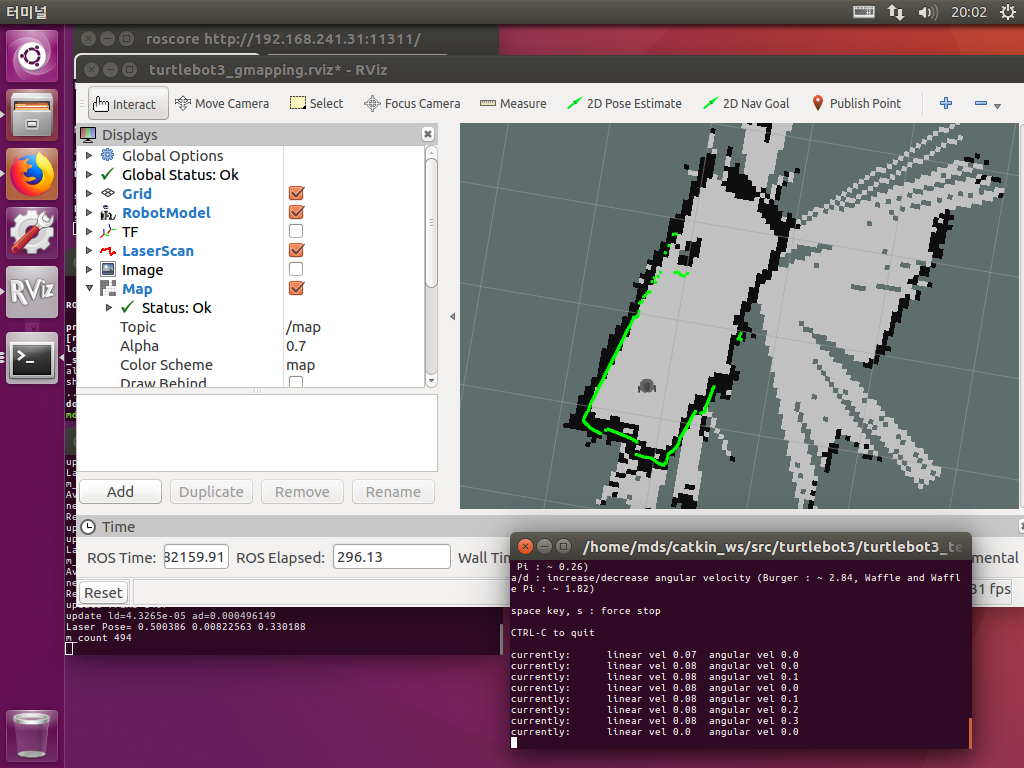 터미널
20:02
roscore http://192.168.241.31:11311/
turtlebot3_gmapping.rviz* - RViz
Interact Move Camera Select Focus Camera Measure 2D Pose Estimate 2D Nav Goal Publish Point
Displays
Global Options
Global Status: Ok
Grid
RobotModel
TF
LaserScan
Image
Map
Status: Ok
Topic /map
Alpha 0.7
Color Scheme map
Draw Behind
Add Duplicate Remove Rename
Time
ROS Time: 32159.91 ROS Elapsed: 296.13 Wall Tim
mental
Reset
31 fps
RViz
update ld=4.3265e-05 ad=0.000496149
Laser Pose= 0.500386 0.00822563 0.330188
m_count 494
/home/mds/catkin_ws/src/turtlebot3/turtlebot3_te
Pi : ~ 0.26)
a/d : increase/decrease angular velocity (Burger : ~ 2.84, Waffle and Waffl
e Pi : ~ 1.82)
space key, s : force stop
CTRL-C to quit
currently: linear vel 0.07 angular vel 0.0
currently: linear vel 0.08 angular vel 0.0
currently: linear vel 0.08 angular vel 0.1
currently: linear vel 0.08 angular vel 0.0
currently: linear vel 0.08 angular vel 0.1
currently: linear vel 0.08 angular vel 0.2
currently: linear vel 0.08 angular vel 0.3
currently: linear vel 0.0 angular vel 0.0